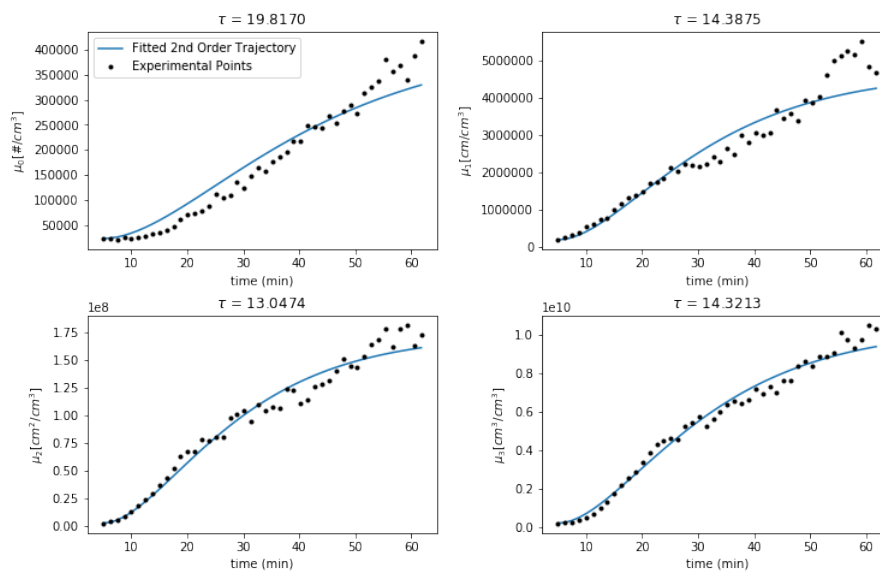 τ = 19.8170
Fitted 2nd Order Trajectory
Experimental Points
400000
350000
300000
250000
200000
150000
100000
50000
μ₀[#/cm³]
10 20 30 40 50 60
time (min)
τ = 14.3875
5000000
4000000
3000000
2000000
1000000
0
μ₁[cm/cm³]
10 20 30 40 50 60
time (min)
τ = 13.0474
1e8
1.75
1.50
1.25
1.00
0.75
0.50
0.25
0.00
μ₂[cm²/cm³]
10 20 30 40 50 60
time (min)
τ = 14.3213
1e10
1.0
0.8
0.6
0.4
0.2
0.0
μ₃[cm³/cm³]
10 20 30 40 50 60
time (min)